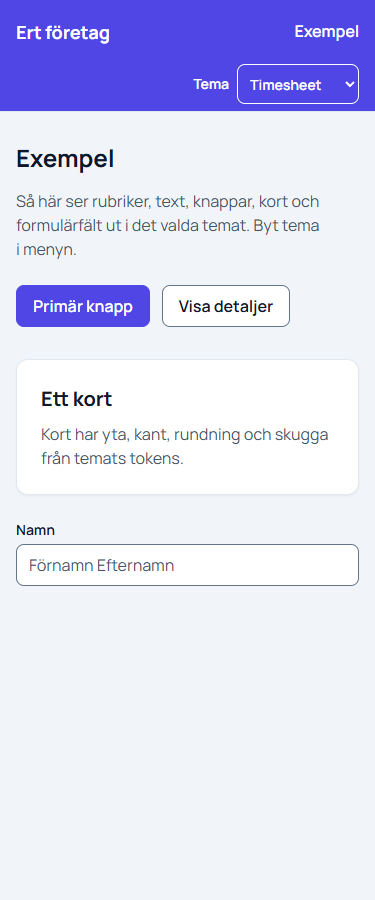 Ert företag
Exempel
Tema
Timesheet
Exempel
Så här ser rubriker, text, knappar, kort och
formulärfält ut i det valda temat. Byt tema
i menyn.
Primär knapp
Visa detaljer
Ett kort
Kort har yta, kant, rundning och skugga
från temats tokens.
Namn
Förnamn Efternamn